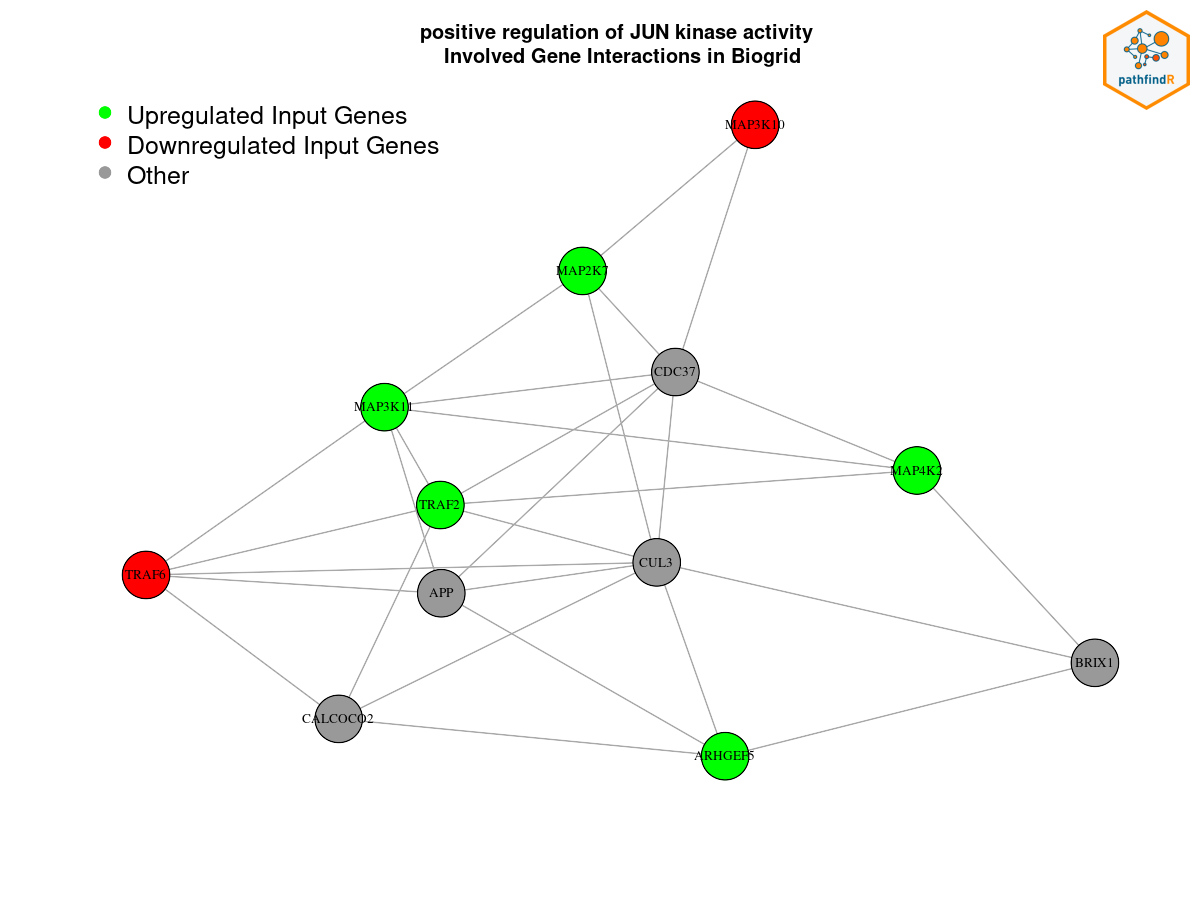 positive regulation of JUN kinase activity
Involved Gene Interactions in Biogrid
pathfindR
Upregulated Input Genes
Downregulated Input Genes
Other
MAP3K10
MAP2K7
CDC37
MAP3K11
MAP4K2
TRAF2
CUL3
TRAF6
APP
BRIX1
CALCOCO2
ARHGEF5